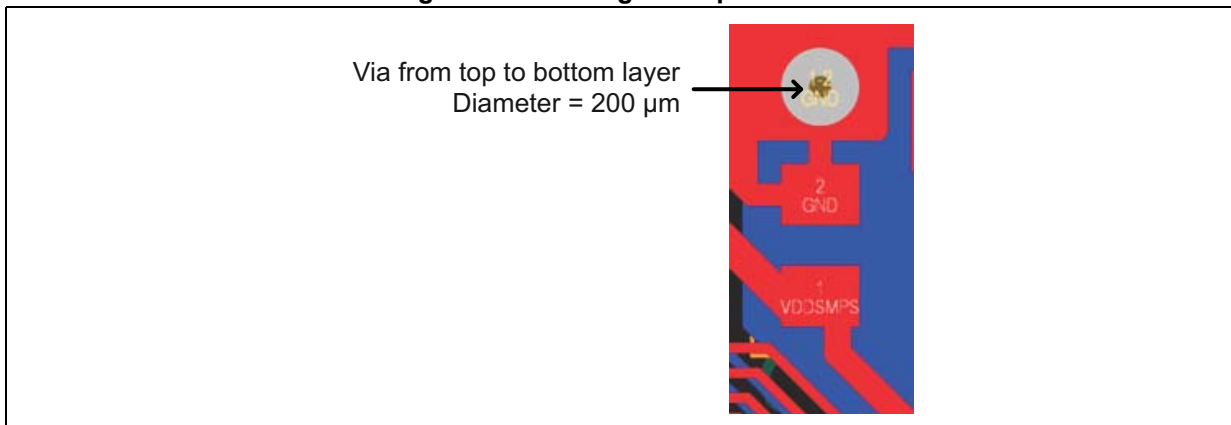 Via from top to bottom layer
Diameter = 200 µm
GND
2
GND
1
VDDSMPS